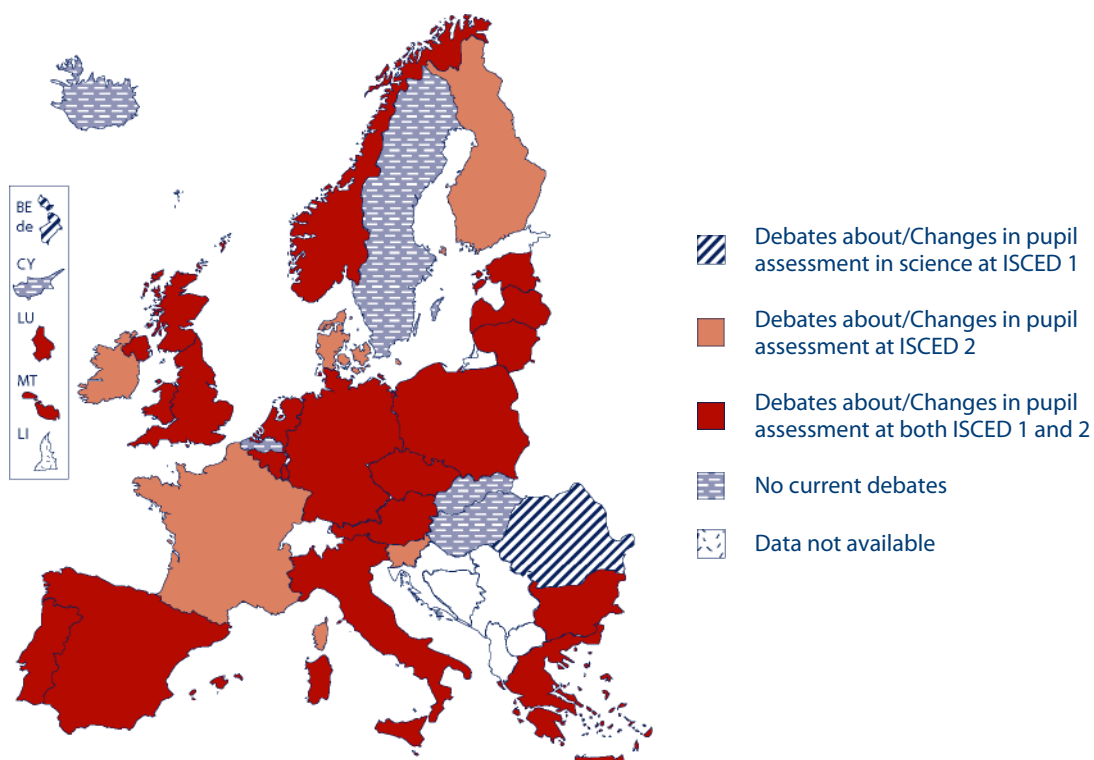 BE
de
CY
LU
MT
LI
Debates about/Changes in pupil
assessment in science at ISCED 1
Debates about/Changes in pupil
assessment at ISCED 2
Debates about/Changes in pupil
assessment at both ISCED 1 and 2
No current debates
Data not available